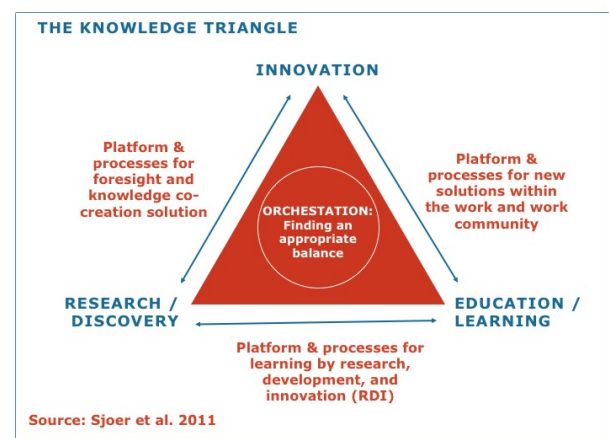 THE KNOWLEDGE TRIANGLE
INNOVATION
Platform &
processes for
foresight and
knowledge co-
creation solution
Platform &
processes for new
solutions within
the work and work
community
ORCHESTATION:
Finding an
appropriate
balance
RESEARCH /
DISCOVERY
EDUCATION /
LEARNING
Platform & processes for
learning by research,
development, and
innovation (RDI)
Source: Sjoer et al. 2011